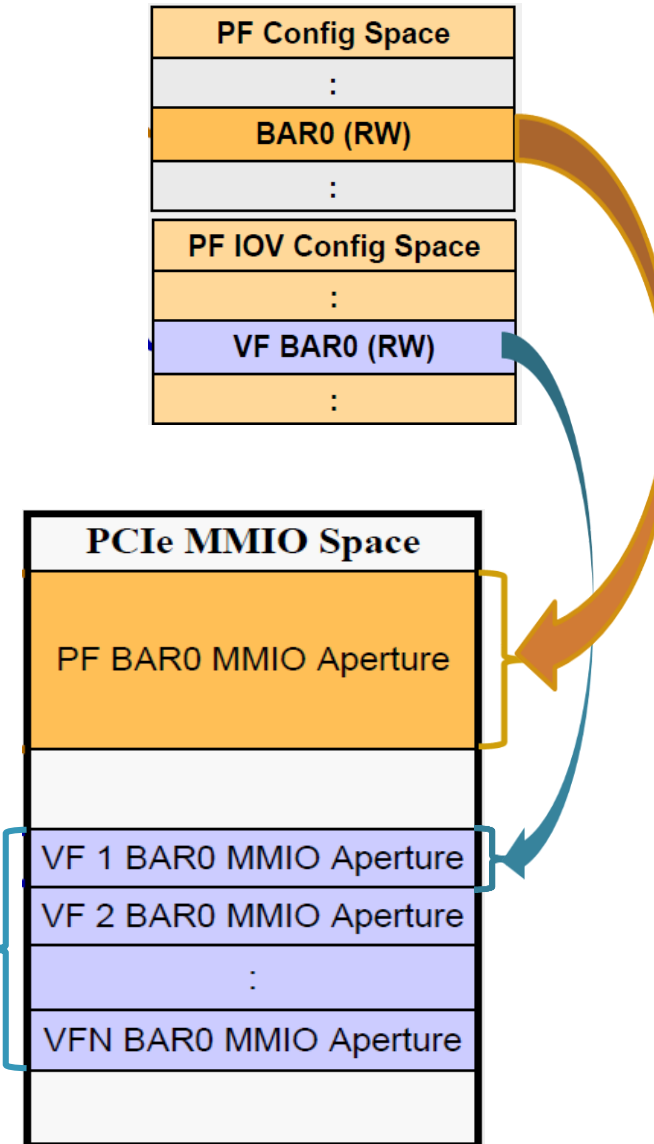 PF Config Space
:
BAR0 (RW)
:
PF IOV Config Space
:
VF BAR0 (RW)
:
PCIe MMIO Space
PF BAR0 MMIO Aperture
VF 1 BAR0 MMIO Aperture
VF 2 BAR0 MMIO Aperture
:
VFN BAR0 MMIO Aperture